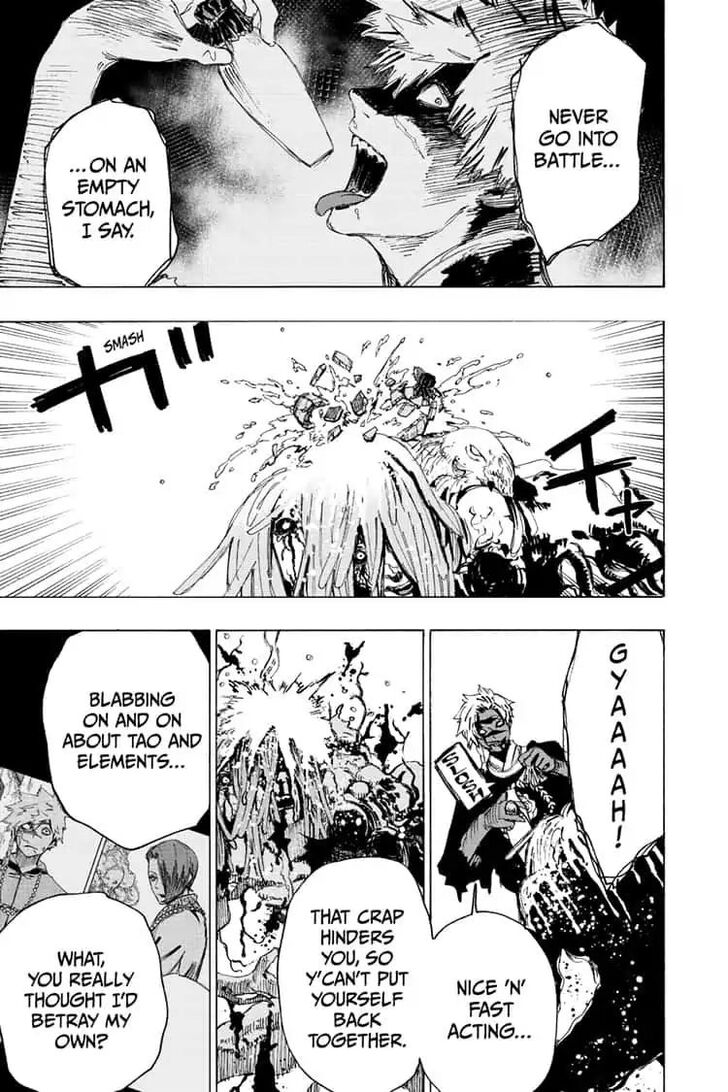 NEVER
GO INTO
BATTLE...
...ON AN
EMPTY
STOMACH,
I SAY.
SMASH
ガ
GYAAAAH!
SLOSH
NICE 'N'
FAST
ACTING...
THAT CRAP
HINDERS
YOU, SO
Y'CAN'T PUT
YOURSELF
BACK
TOGETHER.
BLABBING
ON AND ON
ABOUT TAO AND
ELEMENTS...
WHAT,
YOU REALLY
THOUGHT I'D
BETRAY MY
OWN?